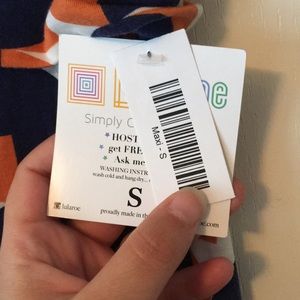 Simply C
HOST
get FRE
Ask me
WASHING INSTR
wash cold and hang dry...
S
proudly made in the
lularoe
e.com
Maxi - S